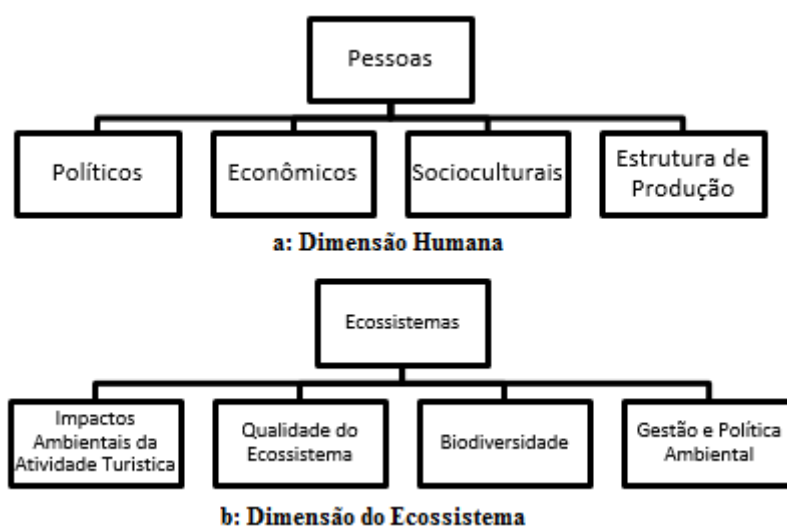 Pessoas
Políticos
Econômicos
Socioculturais
Estrutura de
Produção
a: Dimensão Humana
Ecossistemas
Impactos
Ambientais da
Atividade Turistica
Qualidade do
Ecossistema
Biodiversidade
Gestão e Política
Ambiental
b: Dimensão do Ecossistema